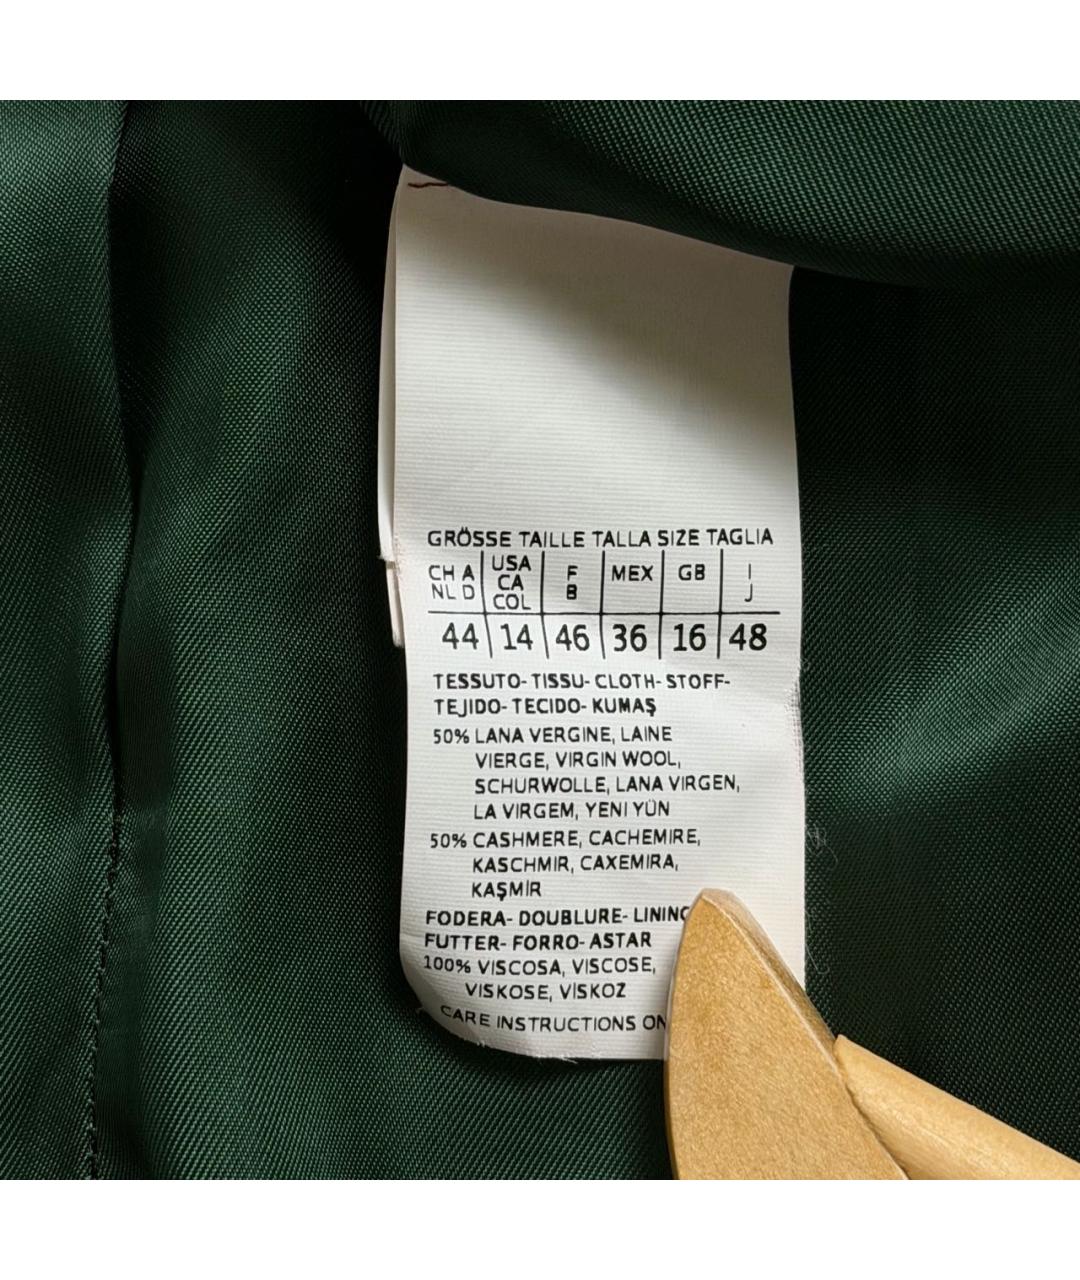 GRÖSSE TAILLE TALLA SIZE TAGLIA
CH A USA F MEX GB I
NL D CA B J
COL
44 14 46 36 16 48
TESSUTO-TISSU-CLOTH-STOFF-
TEJIDO-TECIDO-KUMAŞ
50% LANA VERGINE, LAINE
VIERGE, VIRGIN WOOL,
SCHURWOLLE, LANA VIRGEN,
LA VIRGEM, YENI YÜN
50% CASHMERE, CACHEMIRE,
KASCHMIR, CAXEMIRA,
KAŞMİR
FODERA-DOUBLURE-LINING
FUTTER-FORRO-ASTAR
100% VISCOSA, VISCOSE,
VISKOSE, VİSKOZ
CARE INSTRUCTIONS ON